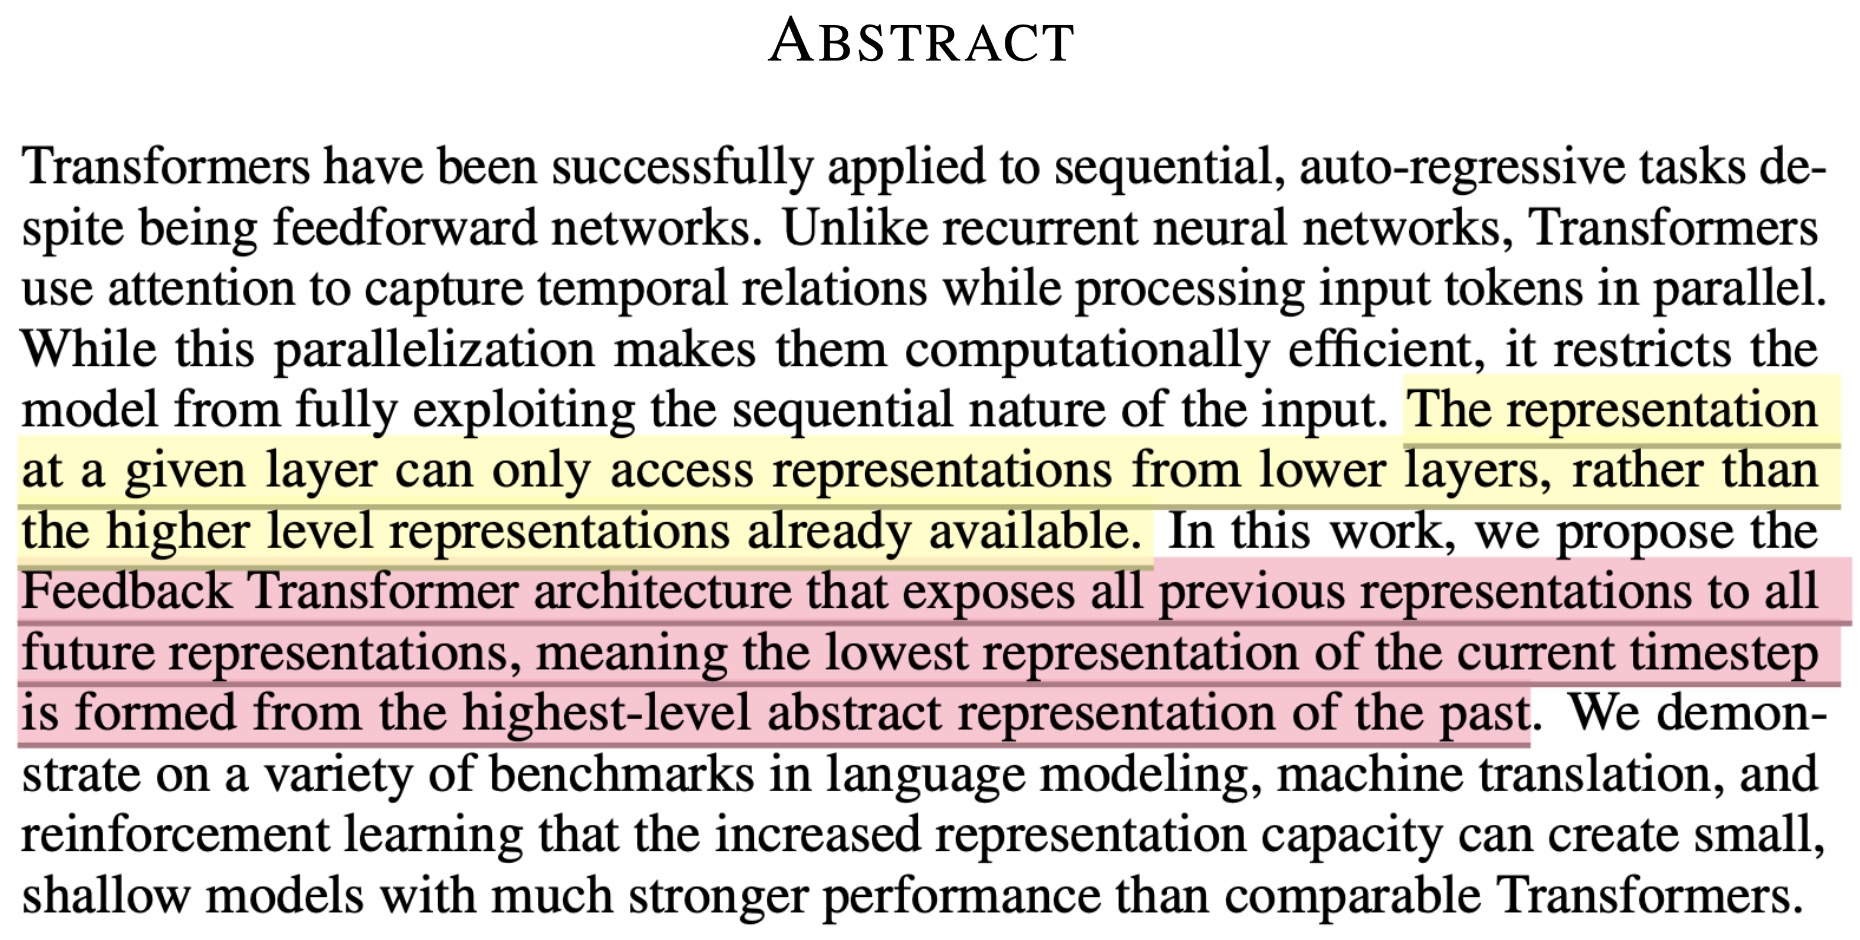 ABSTRACT
Transformers have been successfully applied to sequential, auto-regressive tasks de-
spite being feedforward networks. Unlike recurrent neural networks, Transformers
use attention to capture temporal relations while processing input tokens in parallel.
While this parallelization makes them computationally efficient, it restricts the
model from fully exploiting the sequential nature of the input. The representation
at a given layer can only access representations from lower layers, rather than
the higher level representations already available. In this work, we propose the
Feedback Transformer architecture that exposes all previous representations to all
future representations, meaning the lowest representation of the current timestep
is formed from the highest-level abstract representation of the past. We demon-
strate on a variety of benchmarks in language modeling, machine translation, and
reinforcement learning that the increased representation capacity can create small,
shallow models with much stronger performance than comparable Transformers.